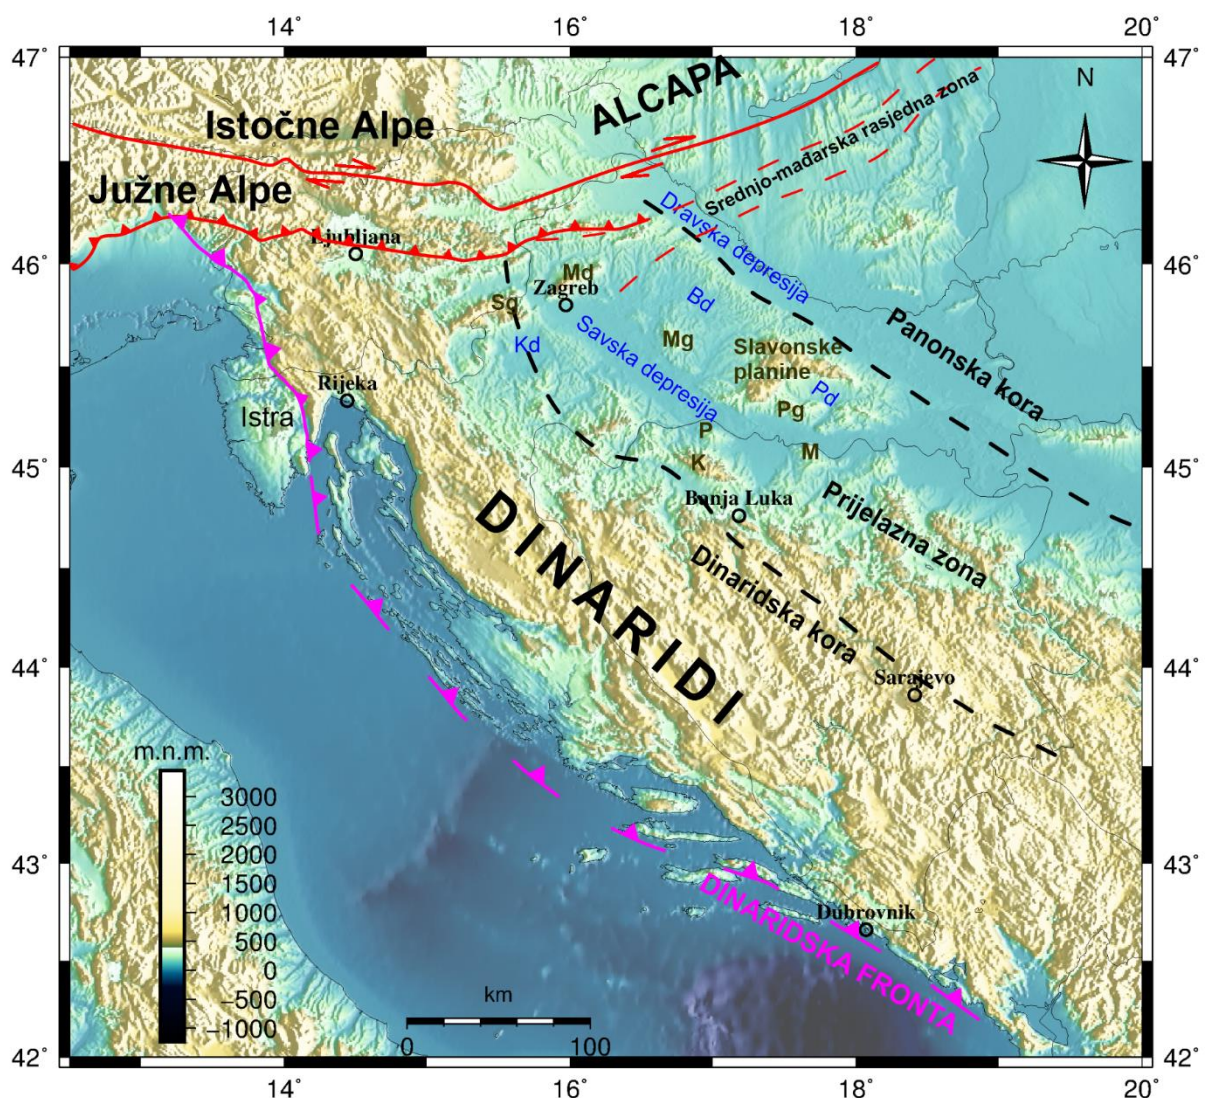 14° 16° 18° 20°
47° 47°
ALCAPA
N
Istočne Alpe
Srednjo-mađarska rasjedna zona
Južne Alpe
Dravska depresija
Ljubljana
46° 46°
Md
Zagreb
Sg
Bd
Panonska kora
Kd
Savska depresija
Mg
Slavonske
planine
Rijeka
Pd
Istra
Pg
P
M
K
45° 45°
Banja Luka
Prijelazna zona
DINARIDI
Dinaridska kora
44° 44°
Sarajevo
m.n.m.
3000
2500
2000
1500
1000
500
0
−500
−1000
43° 43°
DINARIDSKA FRONTA
Dubrovnik
km
0 100
42° 42°
14° 16° 18° 20°